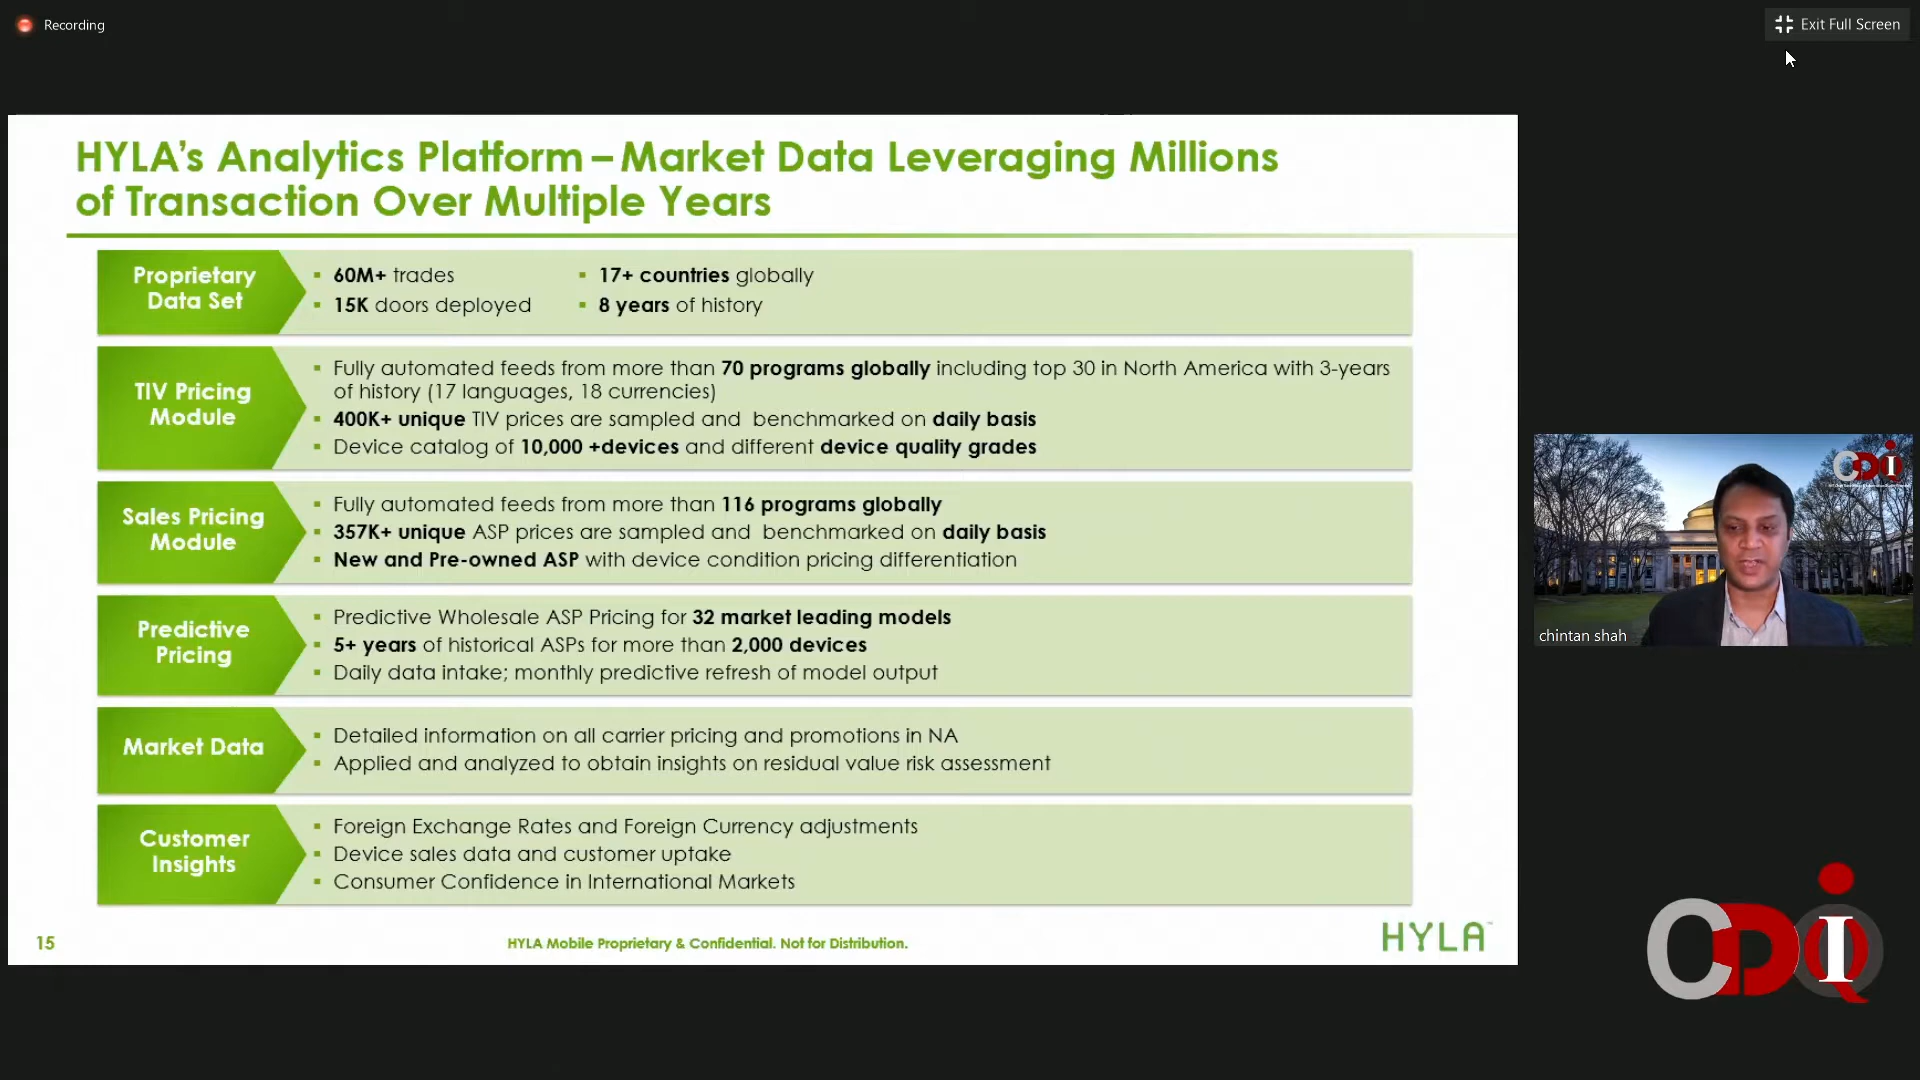 Recording
Exit Full Screen
HYLA's Analytics Platform – Market Data Leveraging Millions
of Transaction Over Multiple Years
Proprietary
Data Set
60M+ trades
15K doors deployed
17+ countries globally
8 years of history
TIV Pricing
Module
Fully automated feeds from more than 70 programs globally including top 30 in North America with 3-years
of history (17 languages, 18 currencies)
400K+ unique TIV prices are sampled and  benchmarked on daily basis
Device catalog of 10,000 +devices and different device quality grades
Sales Pricing
Module
Fully automated feeds from more than 116 programs globally
357K+ unique ASP prices are sampled and  benchmarked on daily basis
New and Pre-owned ASP with device condition pricing differentiation
Predictive
Pricing
Predictive Wholesale ASP Pricing for 32 market leading models
5+ years of historical ASPs for more than 2,000 devices
Daily data intake; monthly predictive refresh of model output
Market Data
Detailed information on all carrier pricing and promotions in NA
Applied and analyzed to obtain insights on residual value risk assessment
Customer
Insights
Foreign Exchange Rates and Foreign Currency adjustments
Device sales data and customer uptake
Consumer Confidence in International Markets
15
HYLA Mobile Proprietary & Confidential. Not for Distribution.
HYLA™
CDOIQ
chintan shah
CDOIQ